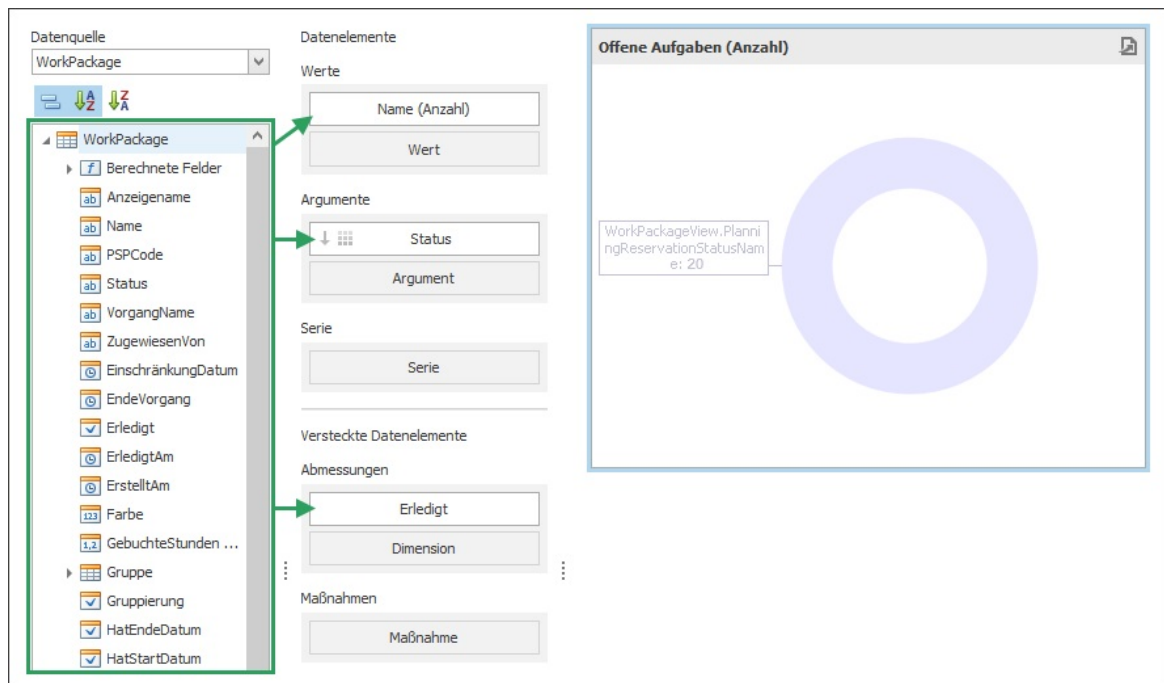 Datenquelle
WorkPackage
WorkPackage
Berechnete Felder
Anzeigename
Name
PSPCode
Status
VorgangName
ZugewiesenVon
EinschränkungDatum
EndeVorgang
Erledigt
ErledigtAm
ErstelltAm
Farbe
GebuchteStunden ...
Gruppe
Gruppierung
HatEndeDatum
HatStartDatum
Datenelemente
Werte
Name (Anzahl)
Wert
Argumente
Status
Argument
Serie
Serie
Versteckte Datenelemente
Abmessungen
Erledigt
Dimension
Maßnahmen
Maßnahme
Offene Aufgaben (Anzahl)
WorkPackageView.Planni
ngReservationStatusNam
e: 20